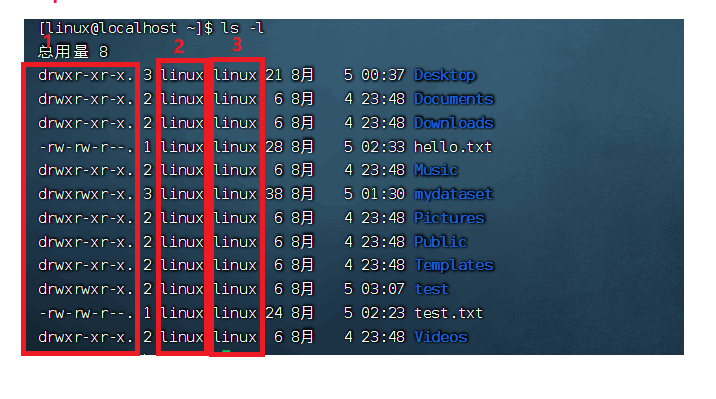 [linux@localhost ~]$ ls -l
1 2 3
总用量 8
drwxr-xr-x. 3 linux linux 21 8月 5 00:37 Desktop
drwxr-xr-x. 2 linux linux 6 8月 4 23:48 Documents
drwxr-xr-x. 2 linux linux 6 8月 4 23:48 Downloads
-rw-rw-r--. 1 linux linux 28 8月 5 02:33 hello.txt
drwxr-xr-x. 2 linux linux 6 8月 4 23:48 Music
drwxrwxr-x. 3 linux linux 38 8月 5 01:30 mydataset
drwxr-xr-x. 2 linux linux 6 8月 4 23:48 Pictures
drwxr-xr-x. 2 linux linux 6 8月 4 23:48 Public
drwxr-xr-x. 2 linux linux 6 8月 4 23:48 Templates
drwxrwxr-x. 2 linux linux 6 8月 5 03:07 test
-rw-rw-r--. 1 linux linux 24 8月 5 02:23 test.txt
drwxr-xr-x. 2 linux linux 6 8月 4 23:48 Videos